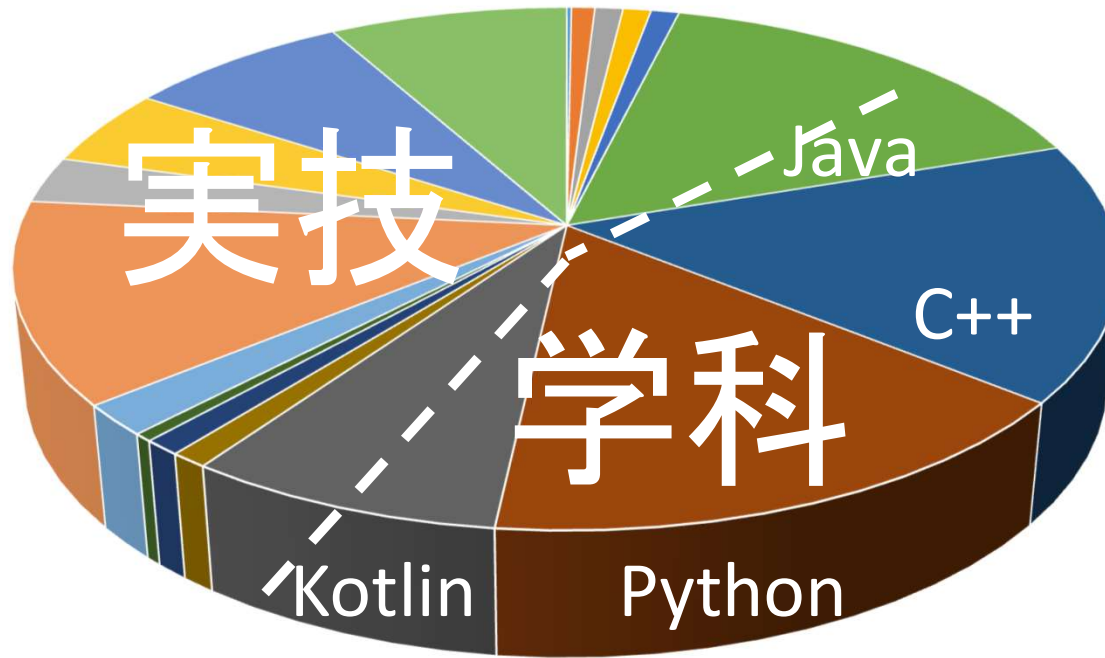 Java
実技
C++
学科
Kotlin
Python